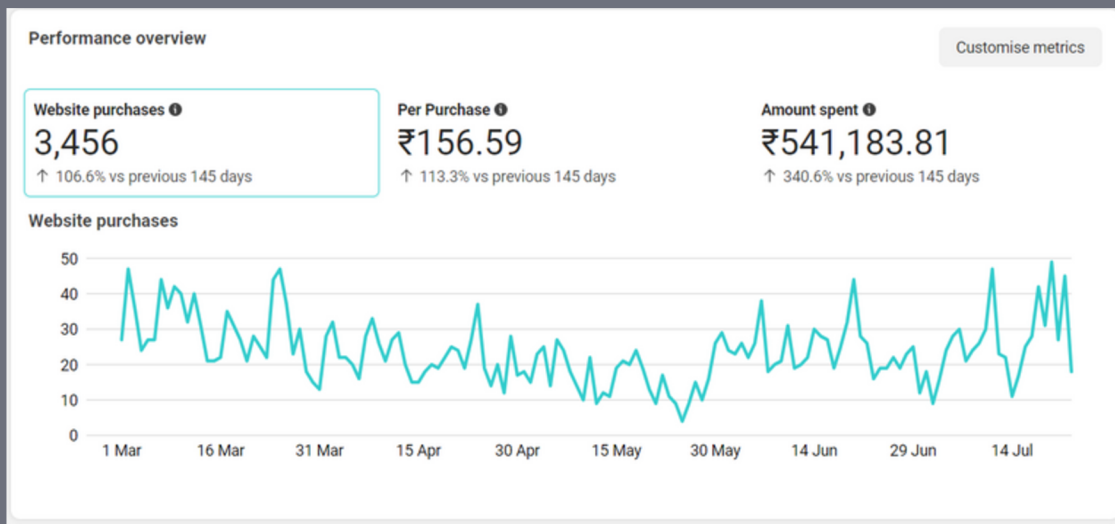 Performance overview
Customise metrics
Website purchases
3,456
↑ 106.6% vs previous 145 days
Per Purchase
₹156.59
↑ 113.3% vs previous 145 days
Amount spent
₹541,183.81
↑ 340.6% vs previous 145 days
Website purchases
50
40
30
20
10
0
1 Mar 16 Mar 31 Mar 15 Apr 30 Apr 15 May 30 May 14 Jun 29 Jun 14 Jul